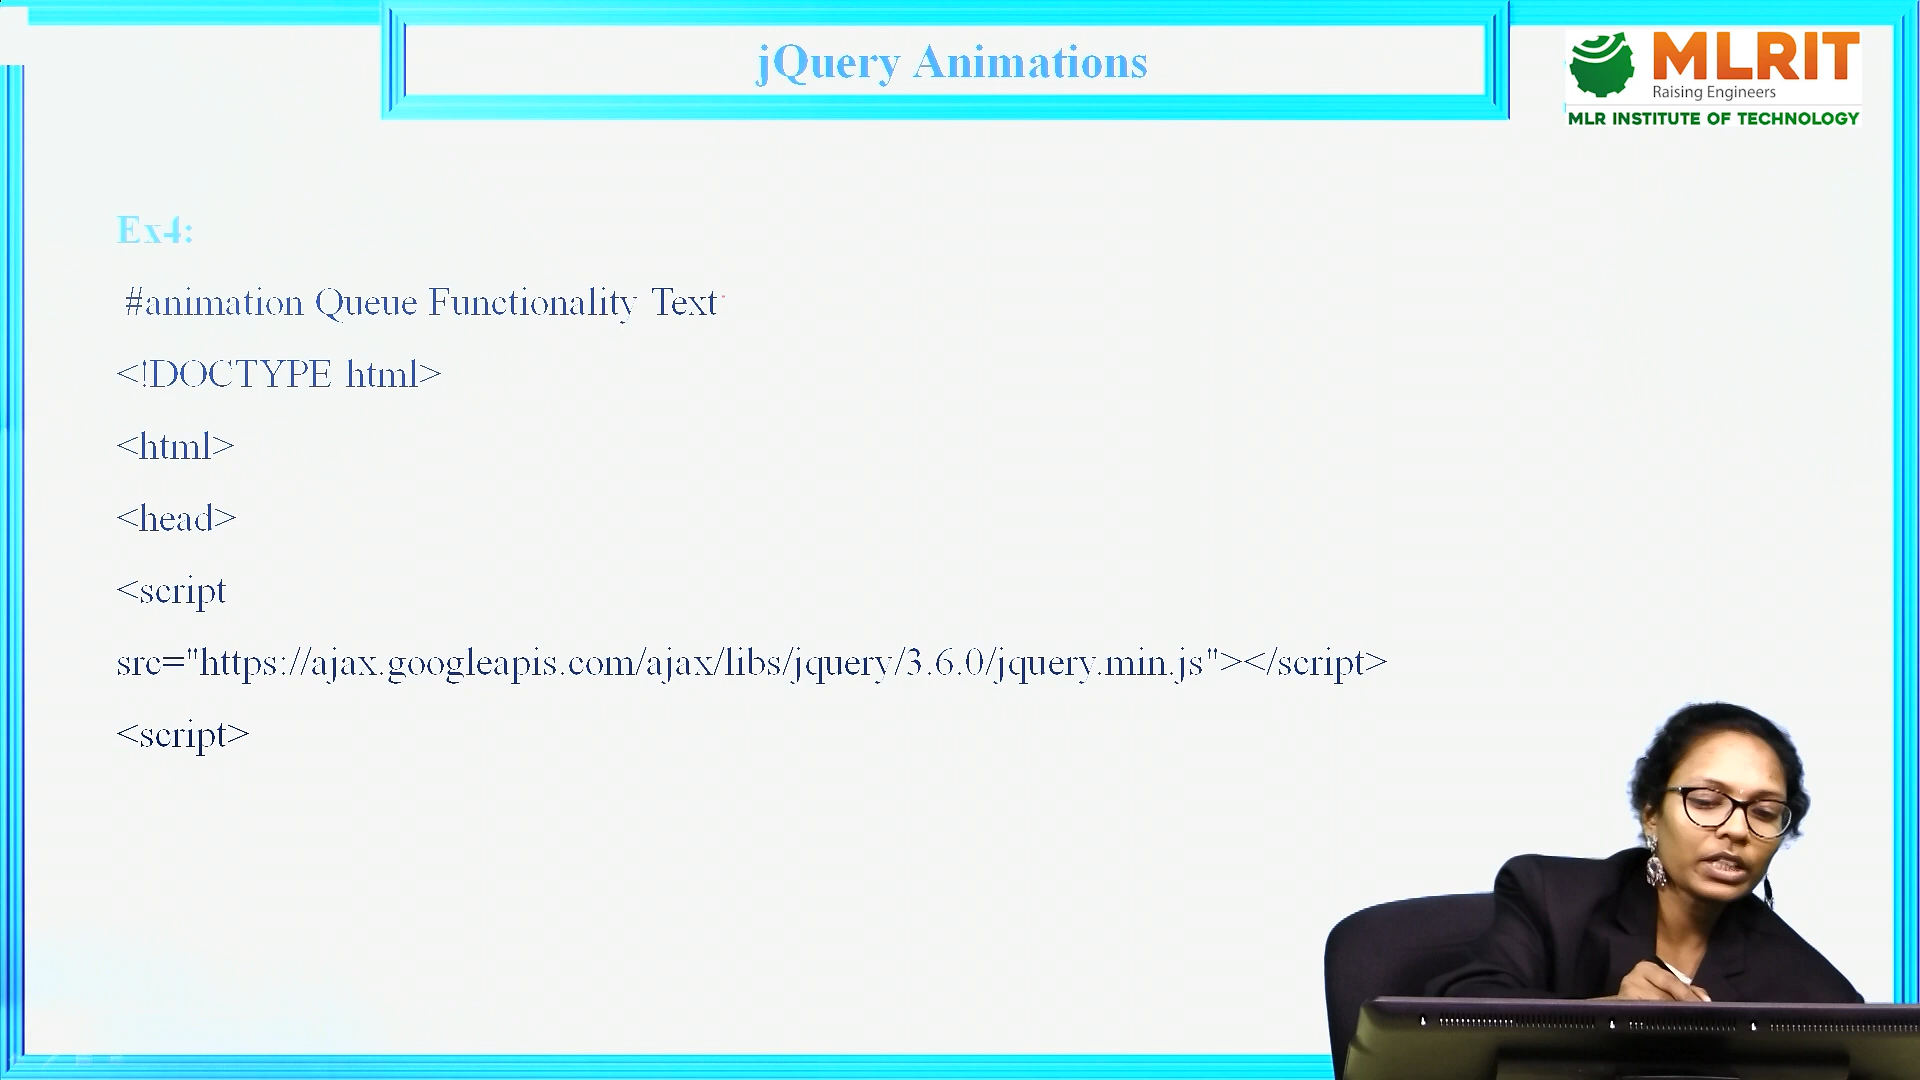 jQuery Animations
MLRIT
Raising Engineers
MLR INSTITUTE OF TECHNOLOGY
Ex4:
#animation Queue Functionality Text
<!DOCTYPE html>
<html>
<head>
<script
src="https://ajax.googleapis.com/ajax/libs/jquery/3.6.0/jquery.min.js"></script>
<script>